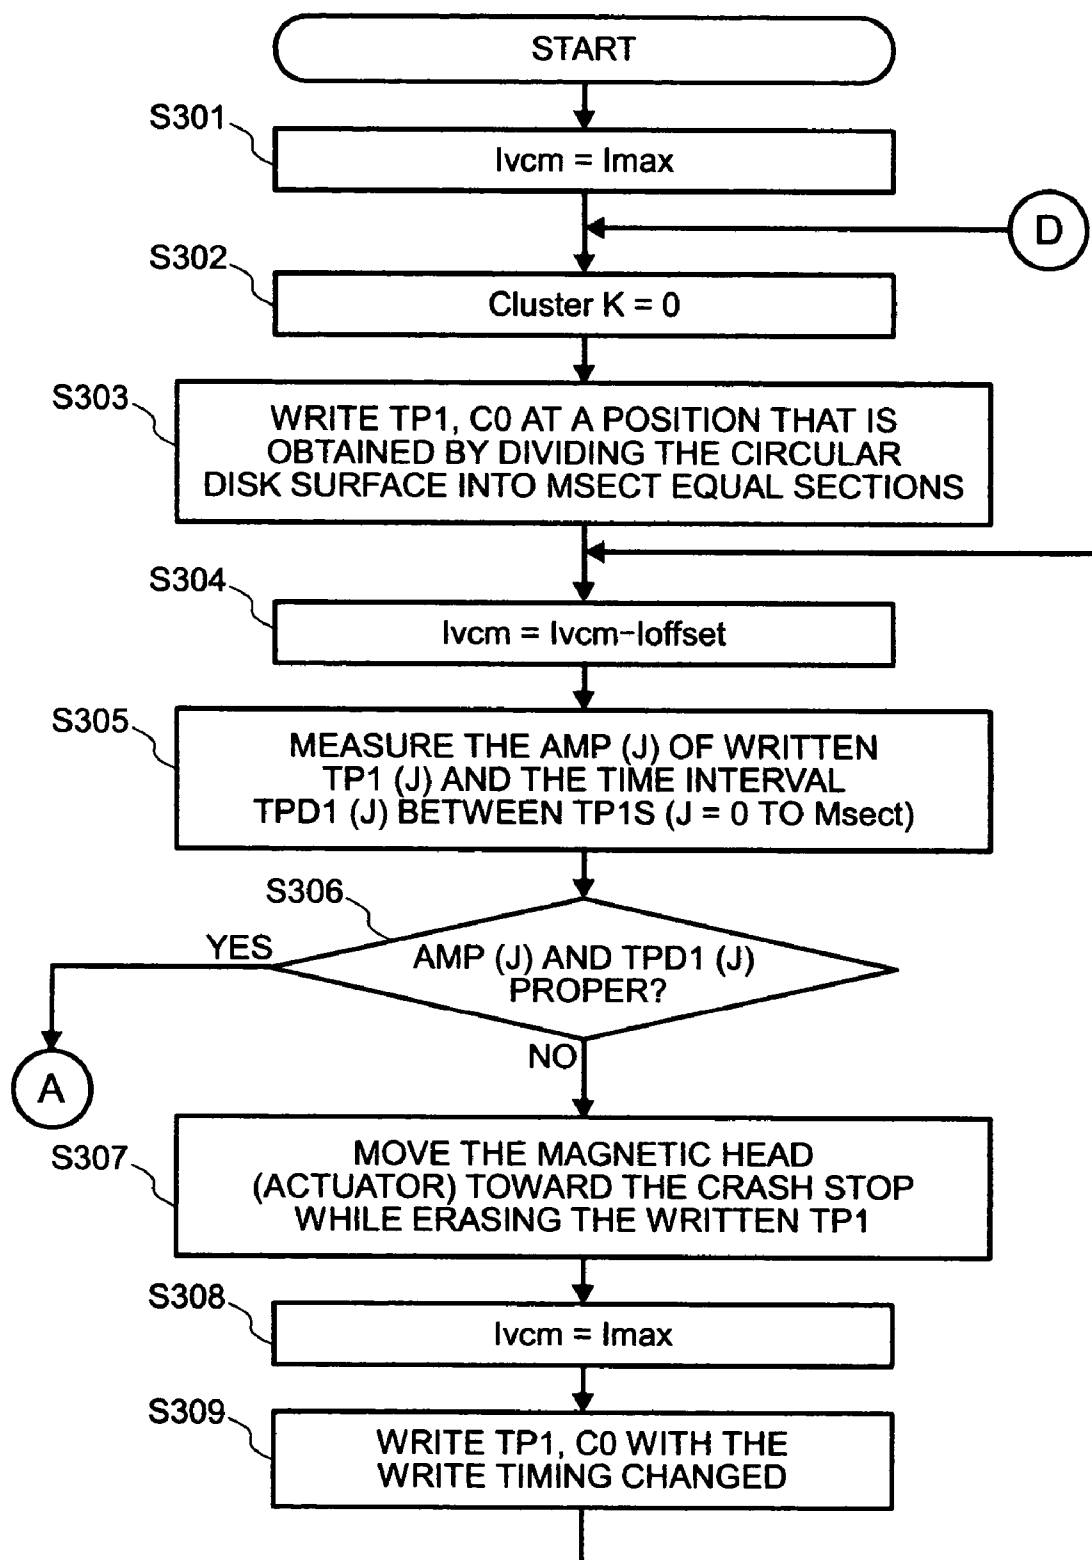 START
S301
Ivcm = Imax
D
S302
Cluster K = 0
S303
WRITE TP1, C0 AT A POSITION THAT IS
OBTAINED BY DIVIDING THE CIRCULAR
DISK SURFACE INTO MSECT EQUAL SECTIONS
S304
Ivcm = Ivcm-Ioffset
S305
MEASURE THE AMP (J) OF WRITTEN
TP1 (J) AND THE TIME INTERVAL
TPD1 (J) BETWEEN TP1S (J = 0 TO Msect)
S306
YES
AMP (J) AND TPD1 (J)
PROPER?
NO
A
S307
MOVE THE MAGNETIC HEAD
(ACTUATOR) TOWARD THE CRASH STOP
WHILE ERASING THE WRITTEN TP1
S308
Ivcm = Imax
S309
WRITE TP1, C0 WITH THE
WRITE TIMING CHANGED